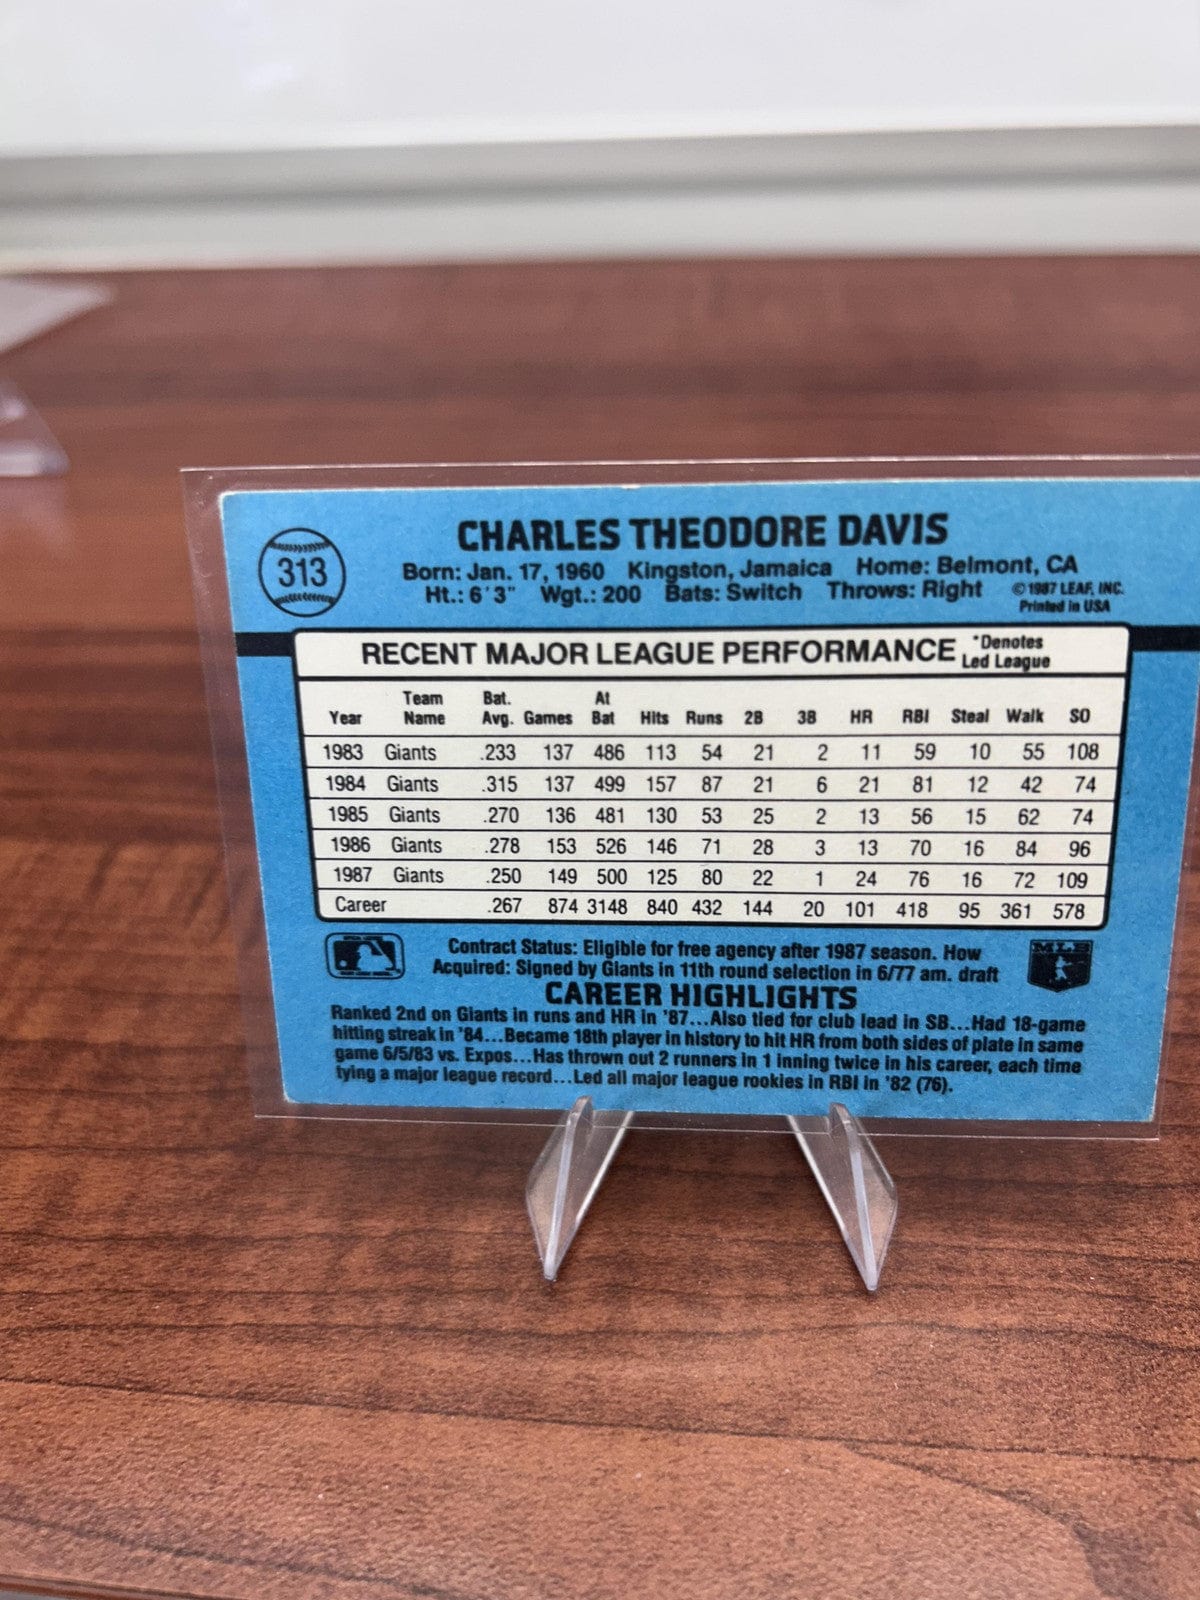 313
CHARLES THEODORE DAVIS
Born: Jan. 17, 1960 Kingston, Jamaica Home: Belmont, CA
Ht.: 6'3" Wgt.: 200 Bats: Switch Throws: Right
©1987 LEAF, INC.
Printed in USA
RECENT MAJOR LEAGUE PERFORMANCE *Denotes Led League
Year Team Name Bat. Avg. Games At Bat Hits Runs 2B 3B HR RBI Steal Walk SO
1983 Giants .233 137 486 113 54 21 2 11 59 10 55 108
1984 Giants .315 137 499 157 87 21 6 21 81 12 42 74
1985 Giants .270 136 481 130 53 25 2 13 56 15 62 74
1986 Giants .278 153 526 146 71 28 3 13 70 16 84 96
1987 Giants .250 149 500 125 80 22 1 24 76 16 72 109
Career .267 874 3148 840 432 144 20 101 418 95 361 578
Contract Status: Eligible for free agency after 1987 season. How
Acquired: Signed by Giants in 11th round selection in 6/77 am. draft
MLB
CAREER HIGHLIGHTS
Ranked 2nd on Giants in runs and HR in '87...Also tied for club lead in SB...Had 18-game
hitting streak in '84...Became 18th player in history to hit HR from both sides of plate in same
game 6/5/83 vs. Expos...Has thrown out 2 runners in 1 inning twice in his career, each time
tying a major league record...Led all major league rookies in RBI in '82 (76).